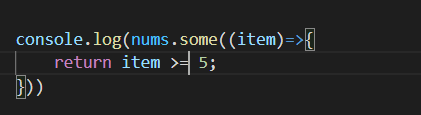 console.log(nums.some((item)=>{
    return item >= 5;
}))